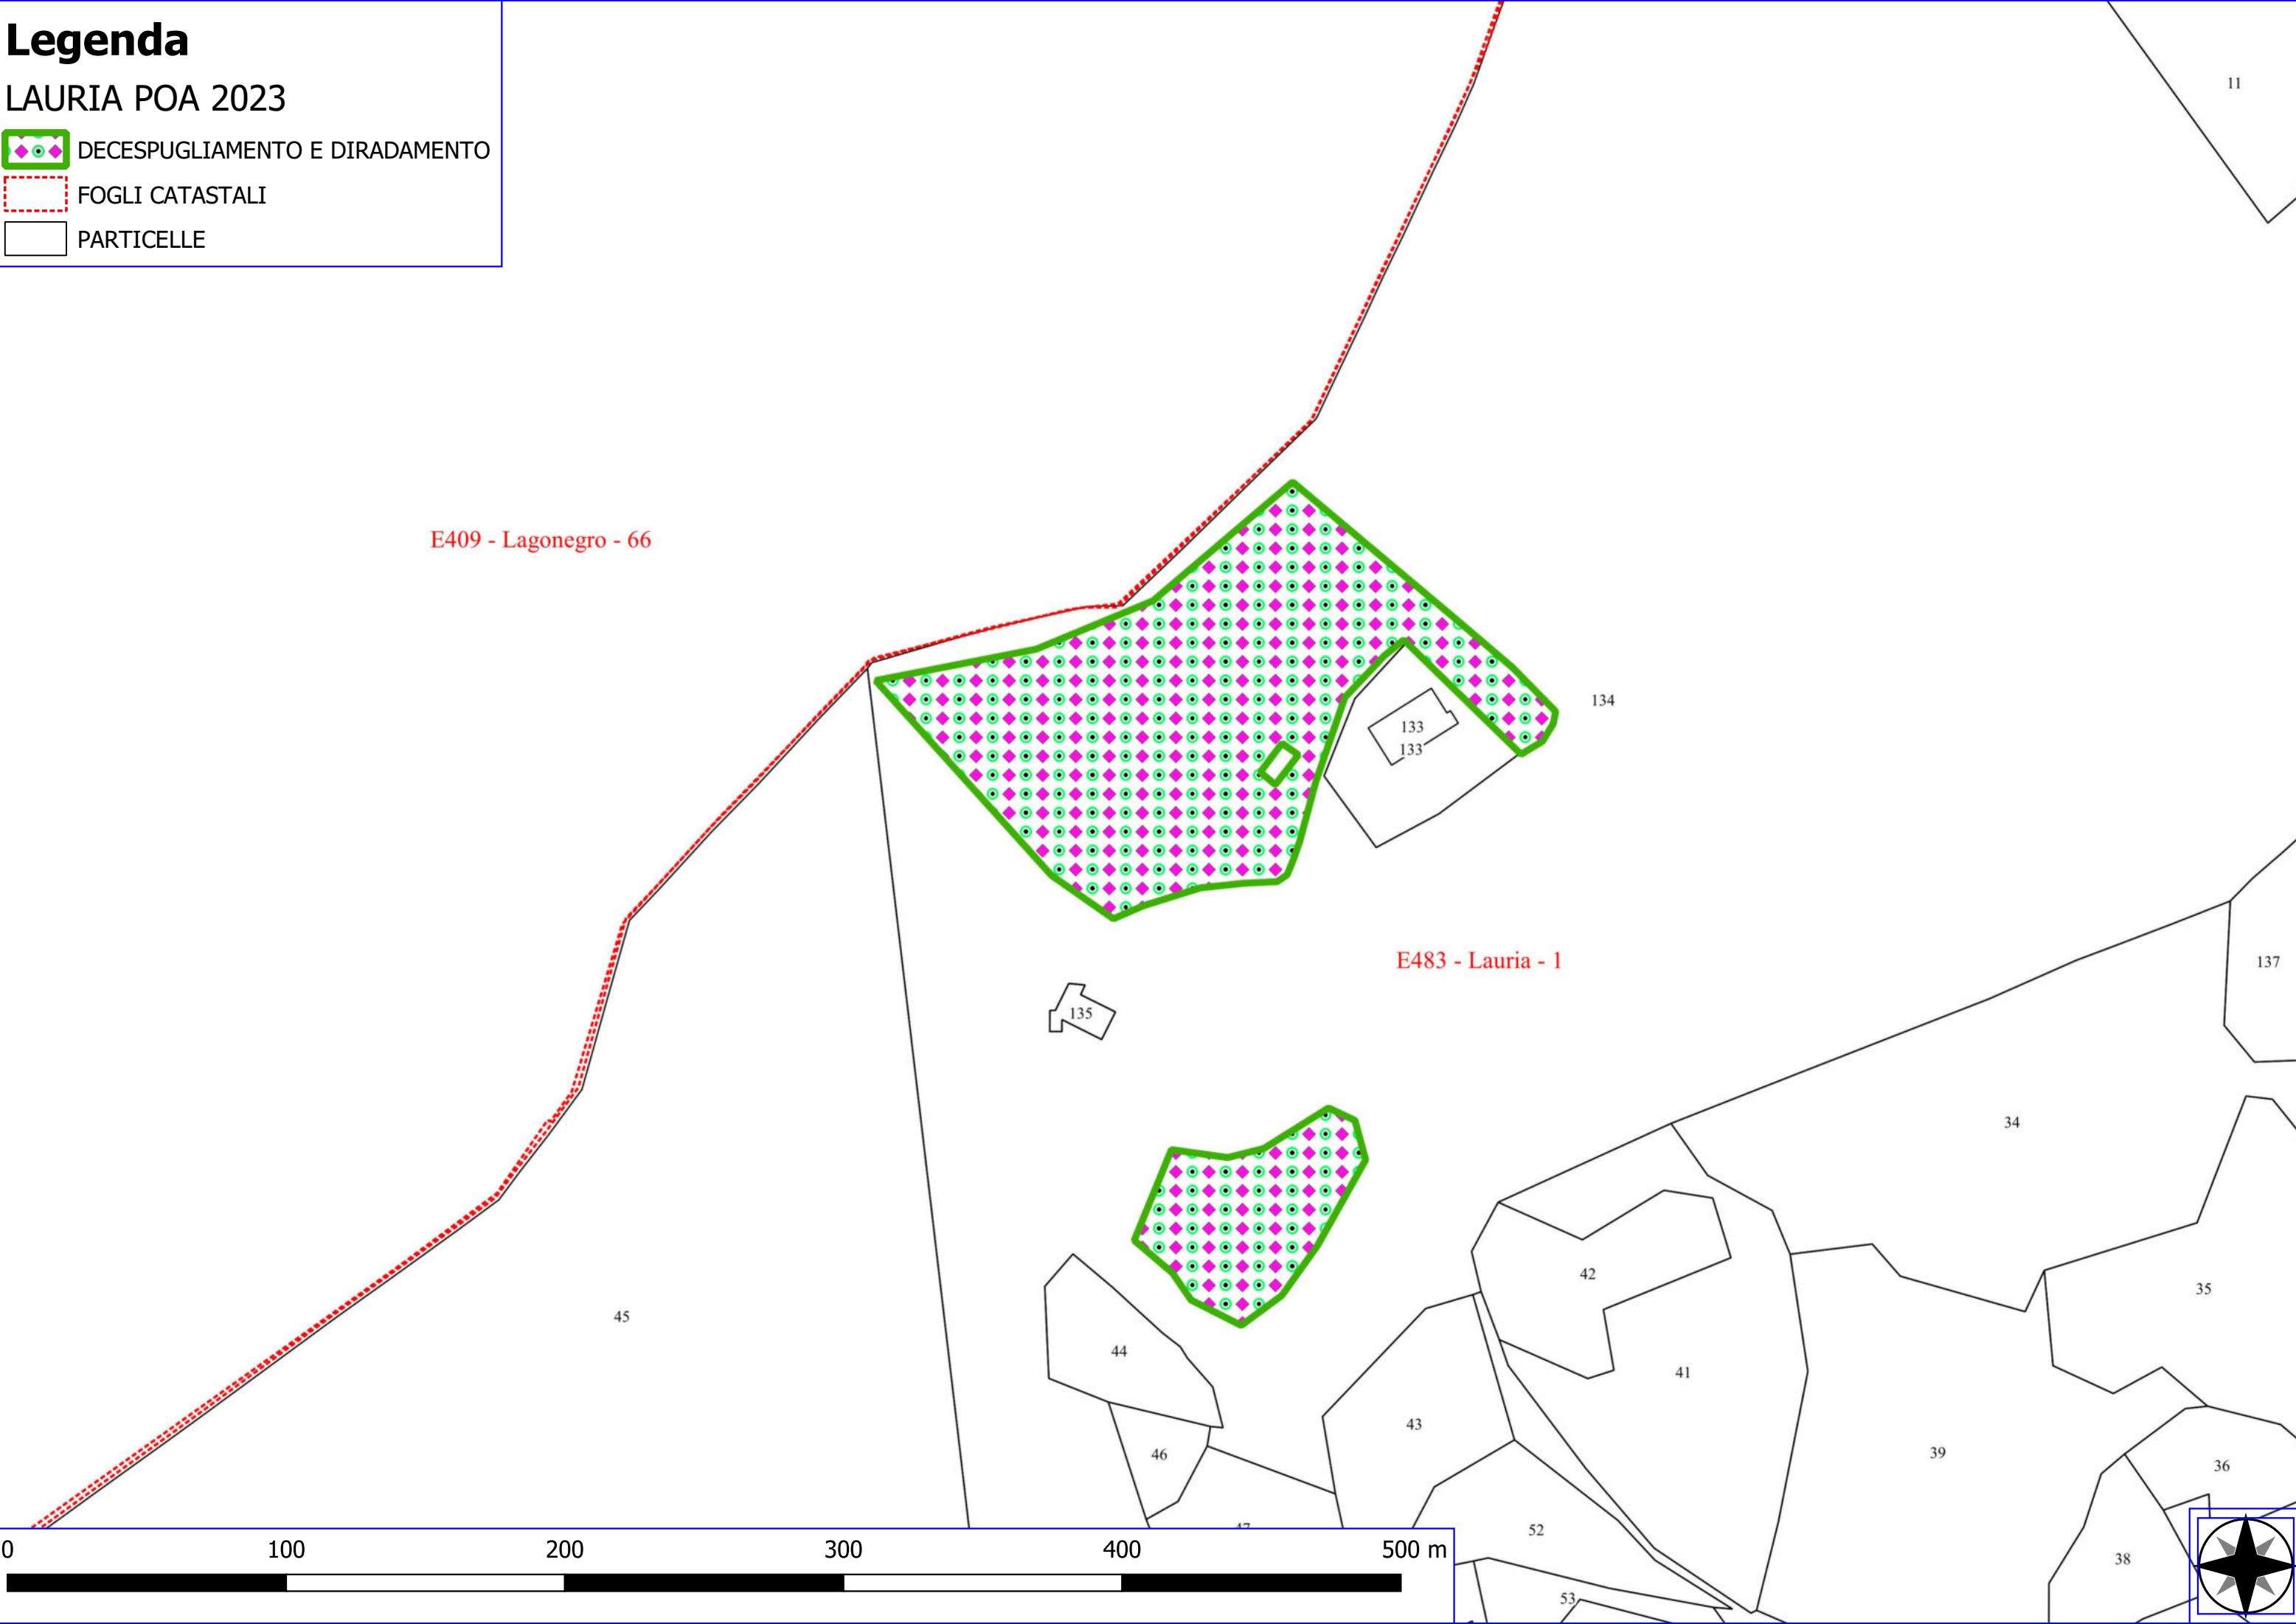 Legenda
LAURIA POA 2023
DECESPUGLIAMENTO E DIRADAMENTO
FOGLI CATASTALI
PARTICELLE
11
E409 - Lagonegro - 66
134
133
133
E483 - Lauria - 1
137
135
34
42
35
45
44
41
43
39
46
36
47
52
38
53
0 100 200 300 400 500 m